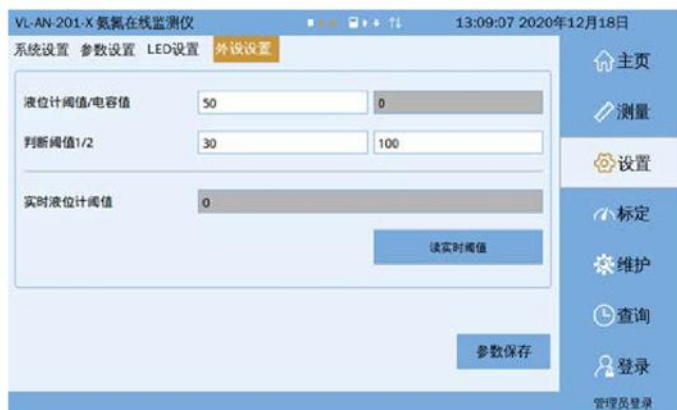 VL-AN-201-X 氨氮在线监测仪 13:09:07 2020年12月18日
系统设置 参数设置 LED设置 外设设置
主页
液位计阈值/电容值 50 0
测量
判断阈值1/2 30 100
设置
实时液位计阈值 0
标定
读实时阈值
维护
查询
参数保存
登录
管理员登录